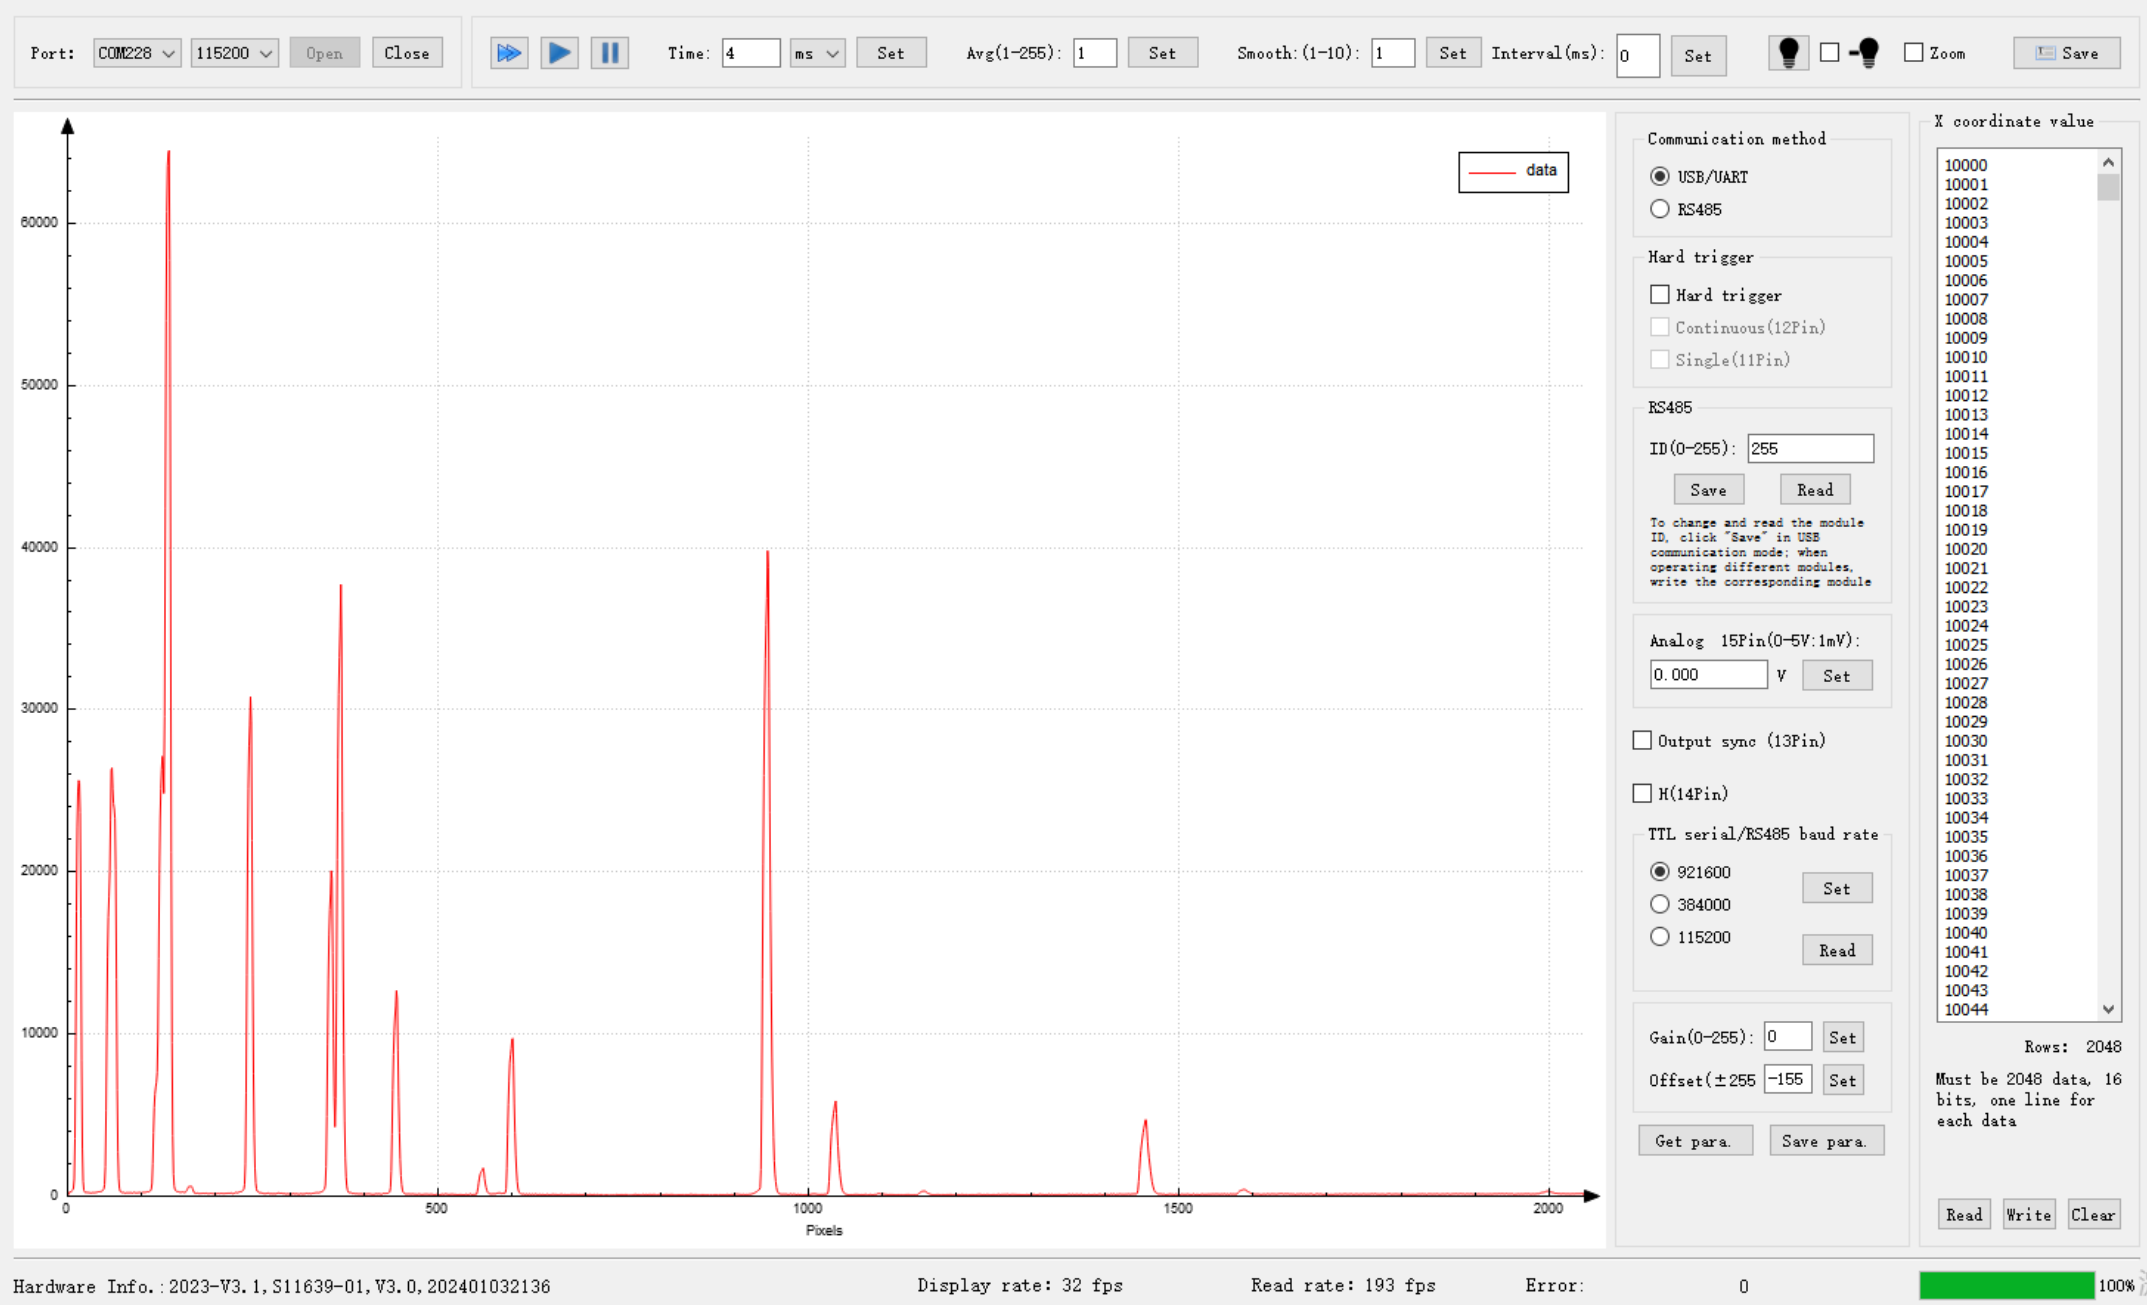 Port: COM228 115200 Open Close Time: 4 ms Set Avg(1-255): 1 Set Smooth:(1-10): 1 Set Interval(ms): 0 Set Zoom Save
data
60000
50000
40000
30000
20000
10000
0
0 500 1000 1500 2000
Pixels
Communication method
USB/UART
RS485
Hard trigger
Hard trigger
Continuous(12Pin)
Single(11Pin)
RS485
ID(0-255): 255
Save Read
To change and read the module
ID, click "Save" in USB
communication mode; when
operating different modules,
write the corresponding module
Analog 15Pin(0-5V:1mV):
0.000 V Set
Output sync (13Pin)
H(14Pin)
TTL serial/RS485 baud rate
921600
Set
384000
115200
Read
Gain(0-255): 0 Set
Offset(±255 -155 Set
Get para. Save para.
X coordinate value
10000
10001
10002
10003
10004
10005
10006
10007
10008
10009
10010
10011
10012
10013
10014
10015
10016
10017
10018
10019
10020
10021
10022
10023
10024
10025
10026
10027
10028
10029
10030
10031
10032
10033
10034
10035
10036
10037
10038
10039
10040
10041
10042
10043
10044
Rows: 2048
Must be 2048 data, 16
bits, one line for
each data
Read Write Clear
Hardware Info.:2023-V3.1,S11639-01,V3.0,202401032136 Display rate: 32 fps Read rate: 193 fps Error: 0 100%